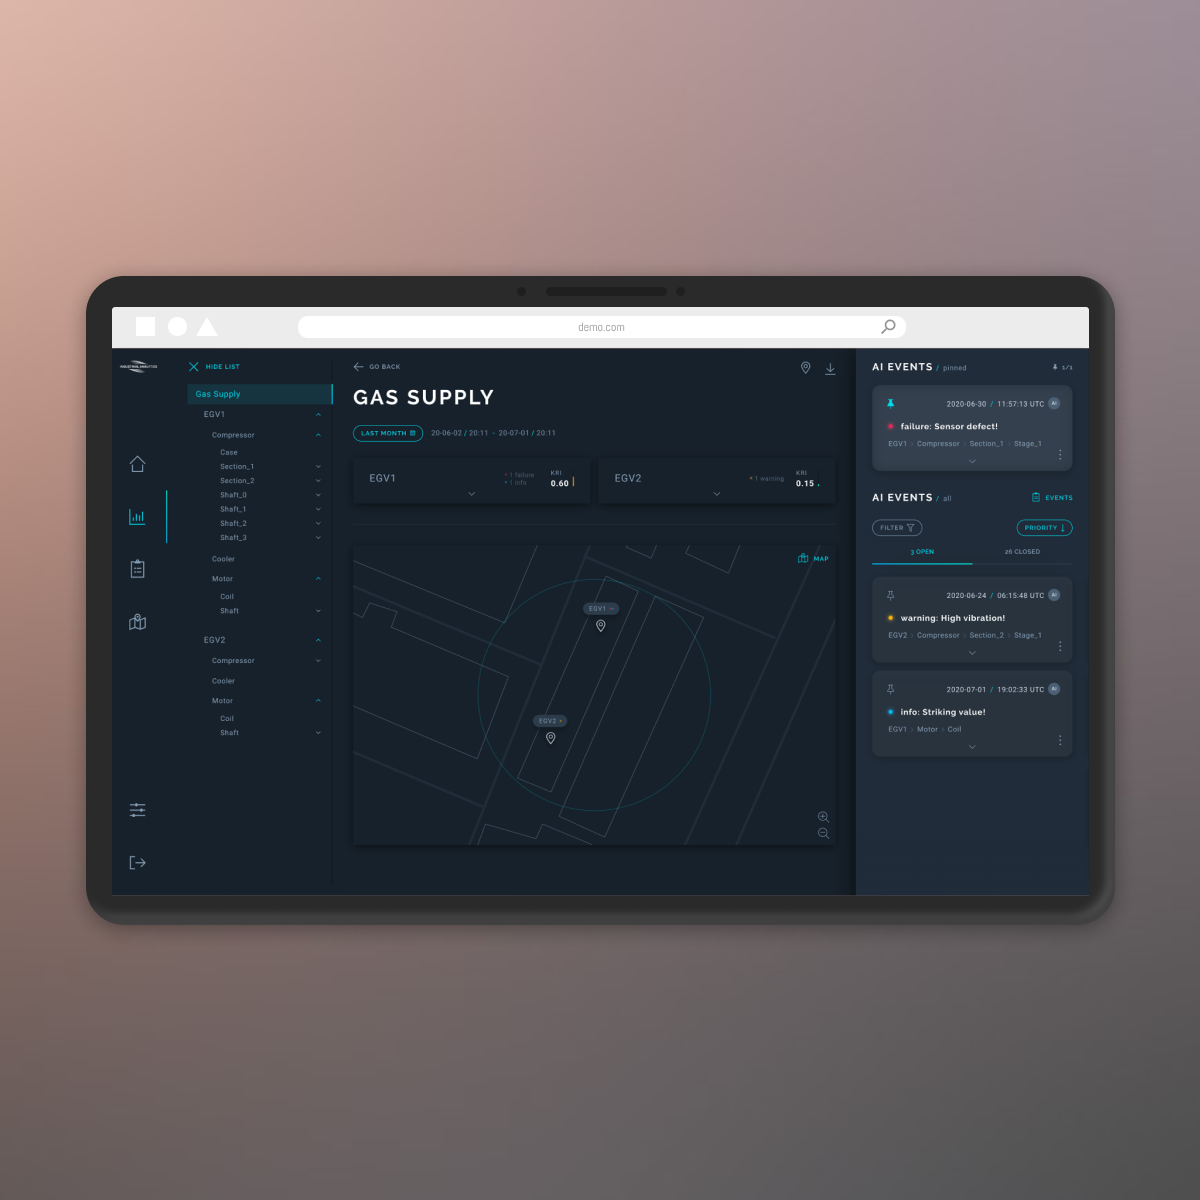 demo.com
INDUSTRIAL ANALYTICS
HIDE LIST
Gas Supply
EGV1
Compressor
Case
Section_1
Section_2
Shaft_0
Shaft_1
Shaft_2
Shaft_3
Cooler
Motor
Coil
Shaft
EGV2
Compressor
Cooler
Motor
Coil
Shaft
GO BACK
GAS SUPPLY
LAST MONTH
20-06-02 / 20:11 - 20-07-01 / 20:11
EGV1
1 failure
1 info
KRI
0.60
EGV2
1 warning
KRI
0.15
MAP
EGV1
EGV2
AI EVENTS / pinned
1/1
2020-06-30 / 11:57:13 UTC AI
failure: Sensor defect!
EGV1 Compressor Section_1 Stage_1
AI EVENTS / all
EVENTS
FILTER
PRIORITY
3 OPEN
26 CLOSED
2020-06-24 / 06:15:48 UTC AI
warning: High vibration!
EGV2 Compressor Section_2 Stage_1
2020-07-01 / 19:02:33 UTC AI
info: Striking value!
EGV1 Motor Coil